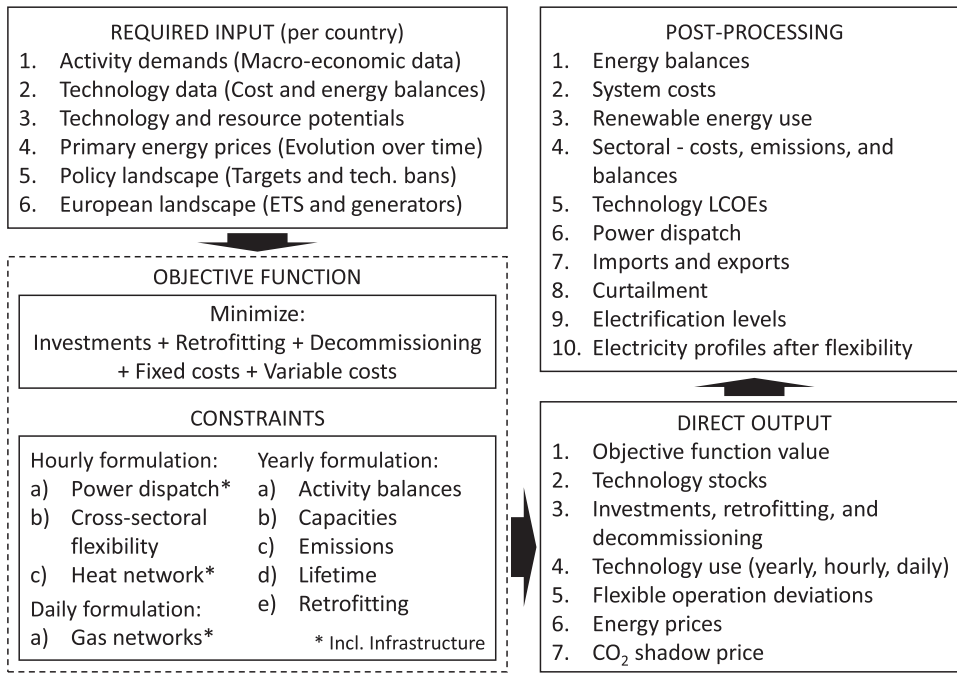 REQUIRED INPUT (per country)
1. Activity demands (Macro-economic data)
2. Technology data (Cost and energy balances)
3. Technology and resource potentials
4. Primary energy prices (Evolution over time)
5. Policy landscape (Targets and tech. bans)
6. European landscape (ETS and generators)
OBJECTIVE FUNCTION
Minimize:
Investments + Retrofitting + Decommissioning
+ Fixed costs + Variable costs
CONSTRAINTS
Hourly formulation:
a) Power dispatch*
b) Cross-sectoral
flexibility
c) Heat network*
Daily formulation:
a) Gas networks*
Yearly formulation:
a) Activity balances
b) Capacities
c) Emissions
d) Lifetime
e) Retrofitting
* Incl. Infrastructure
DIRECT OUTPUT
1. Objective function value
2. Technology stocks
3. Investments, retrofitting, and
decommissioning
4. Technology use (yearly, hourly, daily)
5. Flexible operation deviations
6. Energy prices
7. CO₂ shadow price
POST-PROCESSING
1. Energy balances
2. System costs
3. Renewable energy use
4. Sectoral - costs, emissions, and
balances
5. Technology LCOEs
6. Power dispatch
7. Imports and exports
8. Curtailment
9. Electrification levels
10. Electricity profiles after flexibility